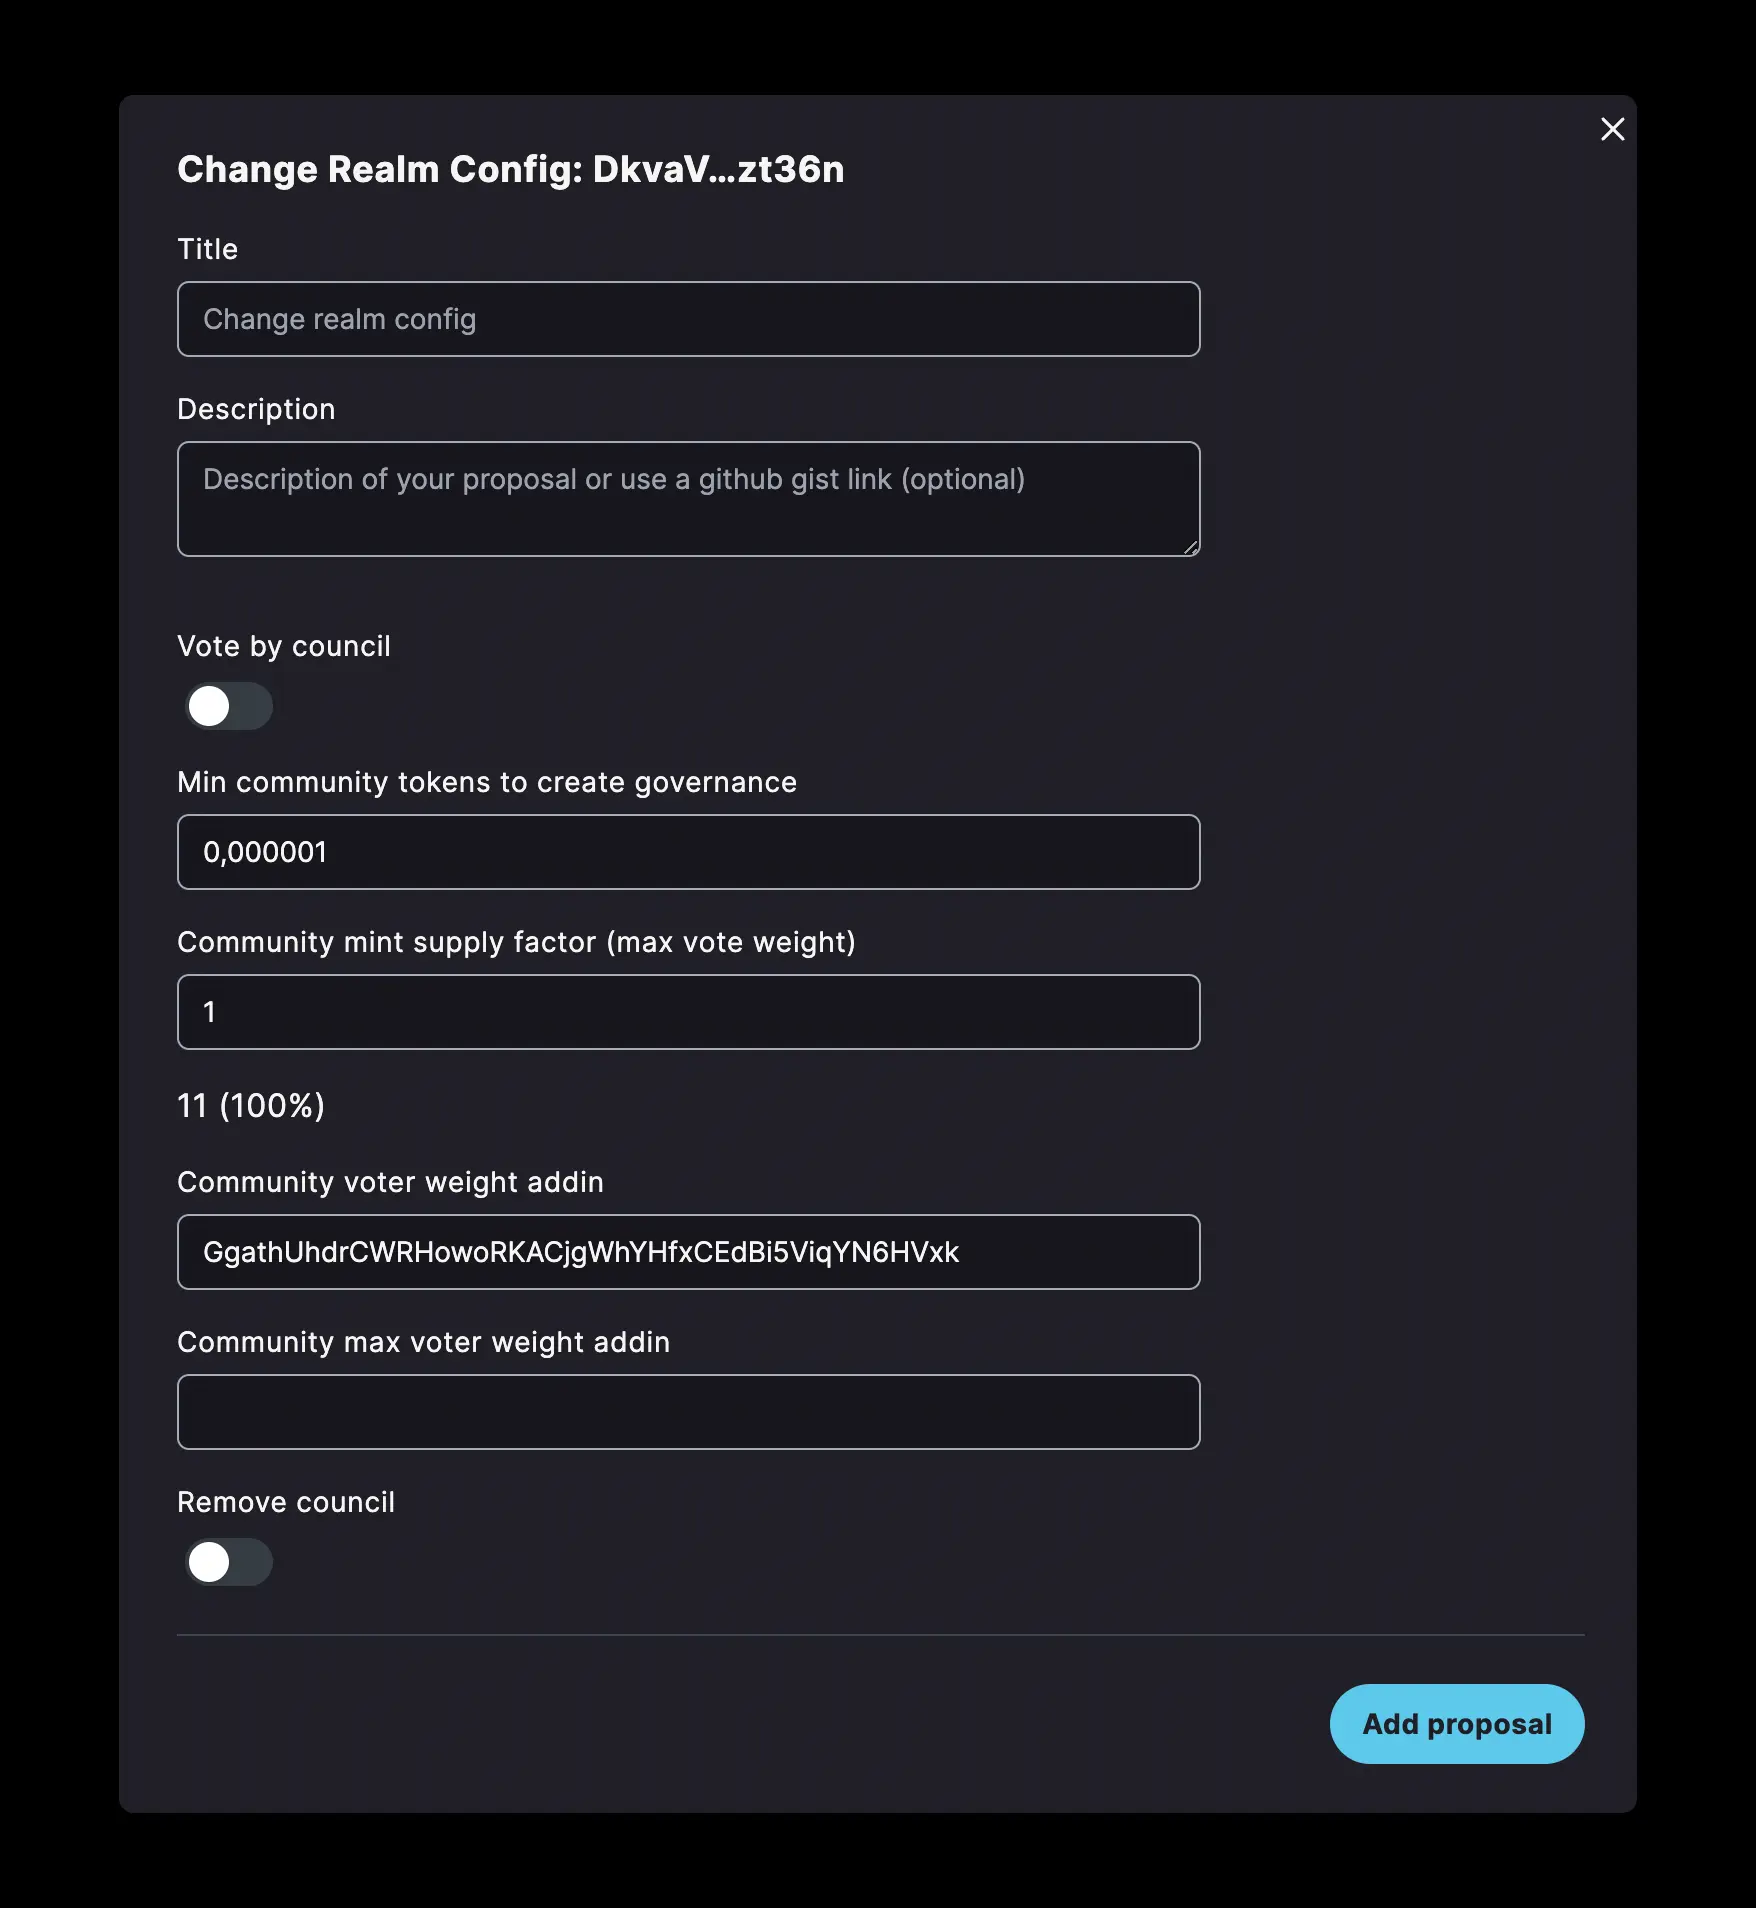 Change Realm Config: DkvaV...zt36n
Title
Change realm config
Description
Description of your proposal or use a github gist link (optional)
Vote by council
Min community tokens to create governance
0,000001
Community mint supply factor (max vote weight)
1
11 (100%)
Community voter weight addin
GgathUhdrCWRHowoRKACjgWhYHfxCEdBi5ViqYN6HVxk
Community max voter weight addin
Remove council
Add proposal